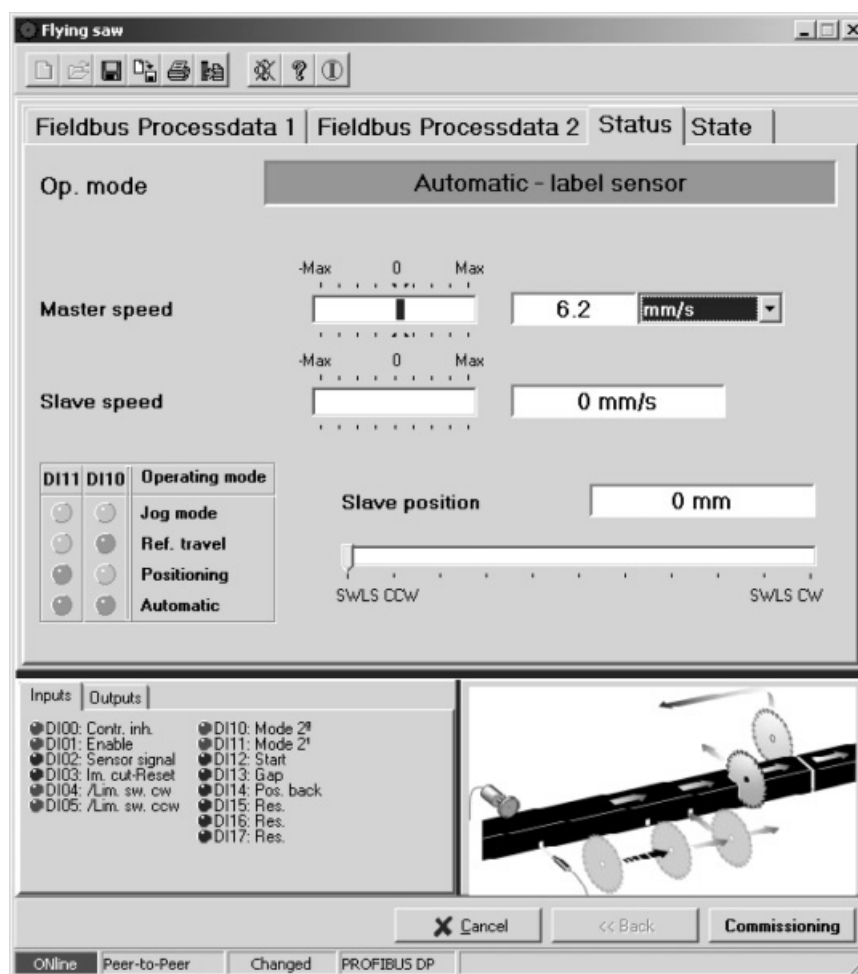 Flying saw
Fieldbus Processdata 1 Fieldbus Processdata 2 Status State
Op. mode Automatic - label sensor
-Max 0 Max
Master speed 6.2 mm/s
-Max 0 Max
Slave speed 0 mm/s
DI11 DI10 Operating mode
Jog mode
Ref. travel
Positioning
Automatic
Slave position 0 mm
SWLS CCW SWLS CW
Inputs Outputs
DI00: Contr. inh. DI10: Mode 2⁰
DI01: Enable DI11: Mode 2¹
DI02: Sensor signal DI12: Start
DI03: Im. cut-Reset DI13: Gap
DI04: /Lim. sw. cw DI14: Pos. back
DI05: /Lim. sw. ccw DI15: Res.
DI16: Res.
DI17: Res.
Cancel << Back Commissioning
ONline Peer-to-Peer Changed PROFIBUS DP